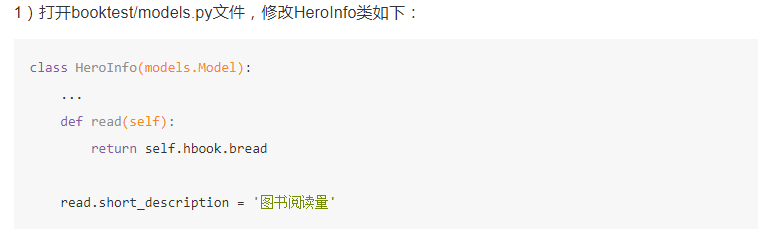 1）打开booktest/models.py文件，修改HeroInfo类如下：
class HeroInfo(models.Model):
    ...
    def read(self):
        return self.hbook.bread
    read.short_description = '图书阅读量'